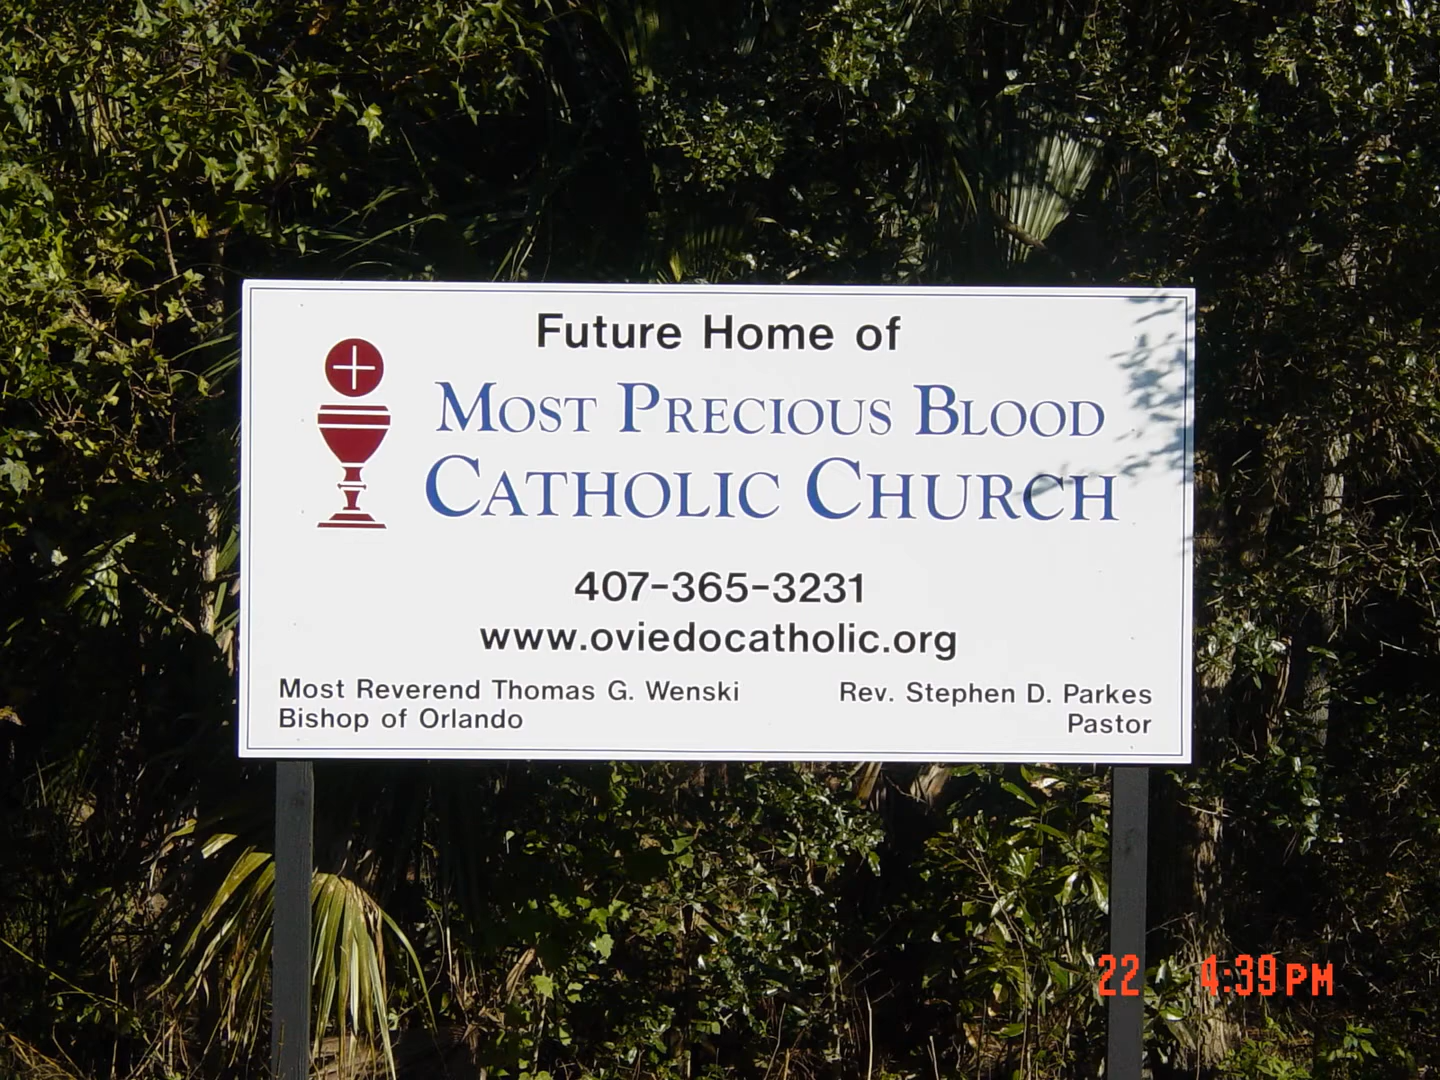 Future Home of
MOST PRECIOUS BLOOD
CATHOLIC CHURCH
407-365-3231
www.oviedocatholic.org
Most Reverend Thomas G. Wenski
Bishop of Orlando
Rev. Stephen D. Parkes
Pastor
22 4:39 PM